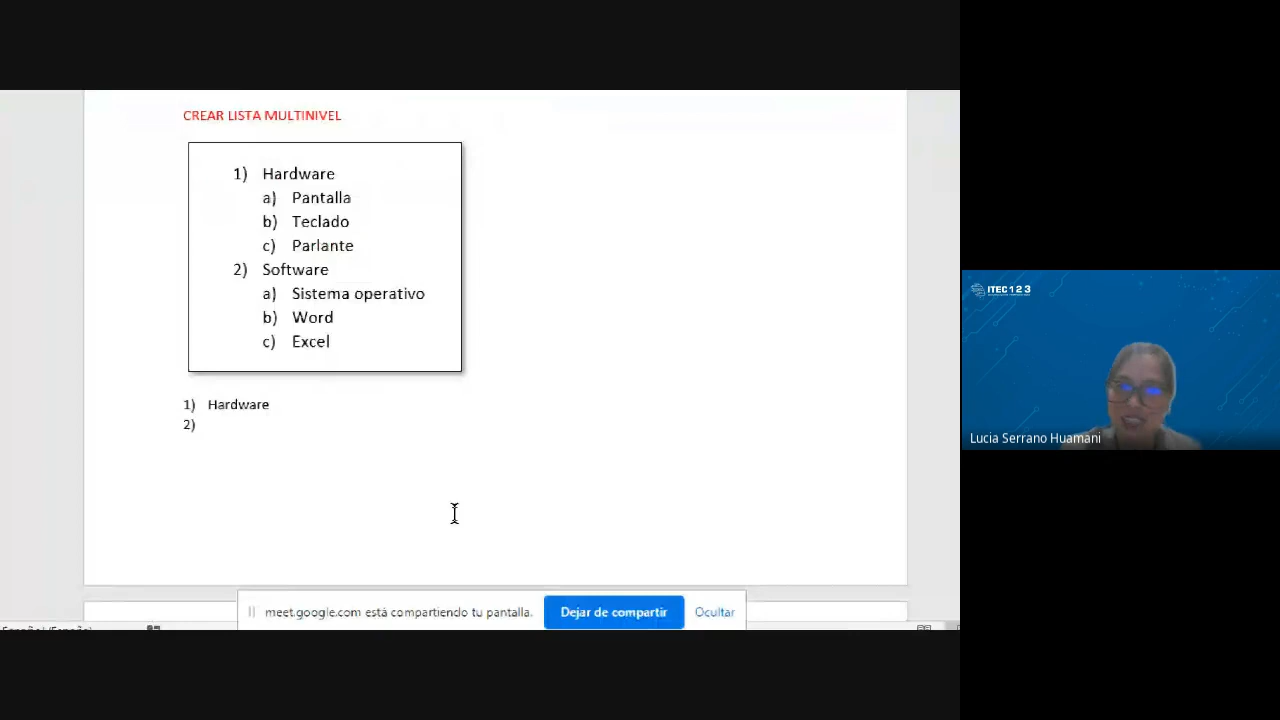 CREAR LISTA MULTINIVEL
1) Hardware
a) Pantalla
b) Teclado
c) Parlante
2) Software
a) Sistema operativo
b) Word
c) Excel
1) Hardware
2)
meet.google.com está compartiendo tu pantalla.
Dejar de compartir
Ocultar
ITEC 1 2 3
Lucia Serrano Huamani